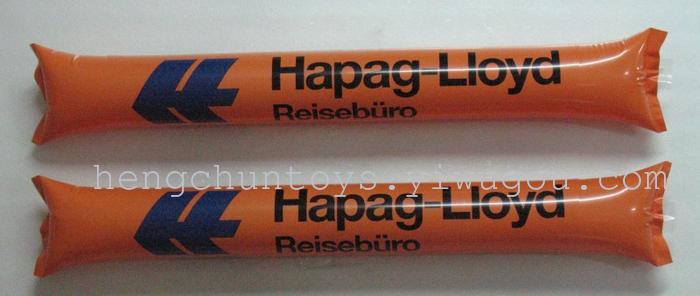 Hapag-Lloyd
Reisebüro
hengchuntoys.yiwugou.com
Hapag-Lloyd
Reisebüro